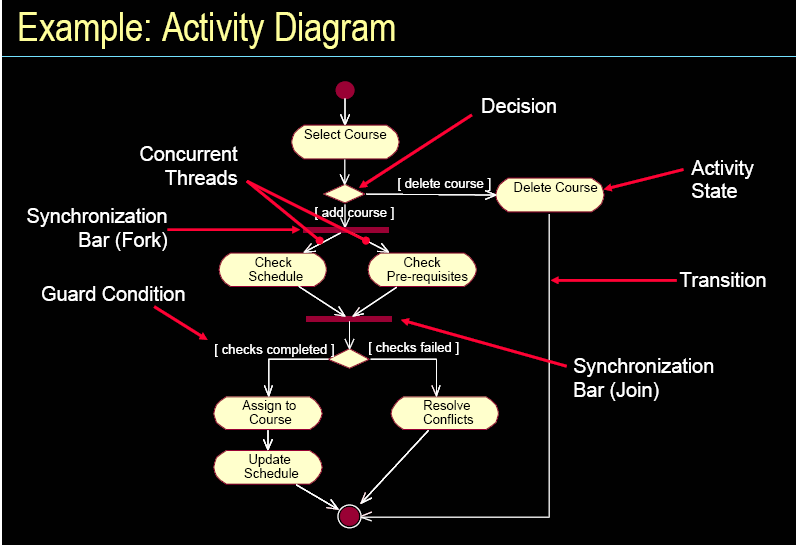 Example: Activity Diagram
Decision
Select Course
Concurrent
Threads
[ delete course ]
Delete Course
Activity
State
[ add course ]
Synchronization
Bar (Fork)
Check
Schedule
Check
Pre-requisites
Transition
Guard Condition
[ checks completed ]
[ checks failed ]
Synchronization
Bar (Join)
Assign to
Course
Resolve
Conflicts
Update
Schedule